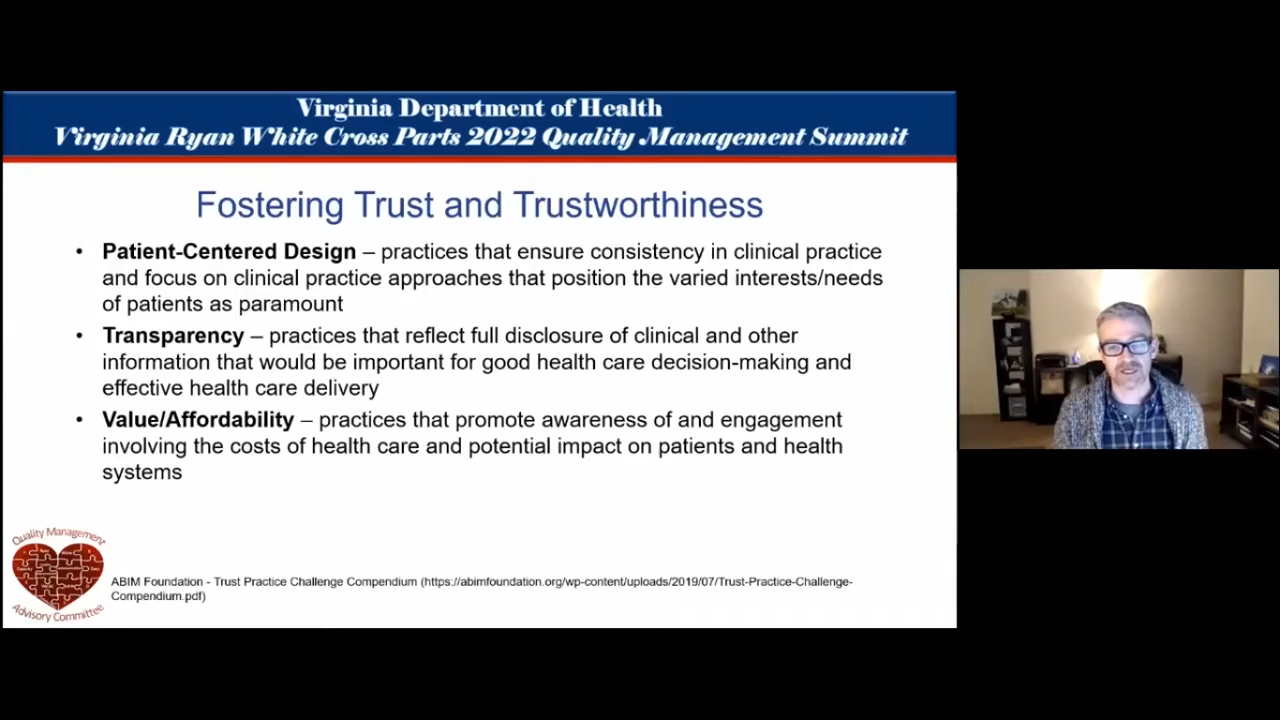 Virginia Department of Health
Virginia Ryan White Cross Parts 2022 Quality Management Summit
Fostering Trust and Trustworthiness
• Patient-Centered Design – practices that ensure consistency in clinical practice
and focus on clinical practice approaches that position the varied interests/needs
of patients as paramount
• Transparency – practices that reflect full disclosure of clinical and other
information that would be important for good health care decision-making and
effective health care delivery
• Value/Affordability – practices that promote awareness of and engagement
involving the costs of health care and potential impact on patients and health
systems
Quality Management
Advisory Committee
ABIM Foundation - Trust Practice Challenge Compendium (https://abimfoundation.org/wp-content/uploads/2019/07/Trust-Practice-Challenge-
Compendium.pdf)